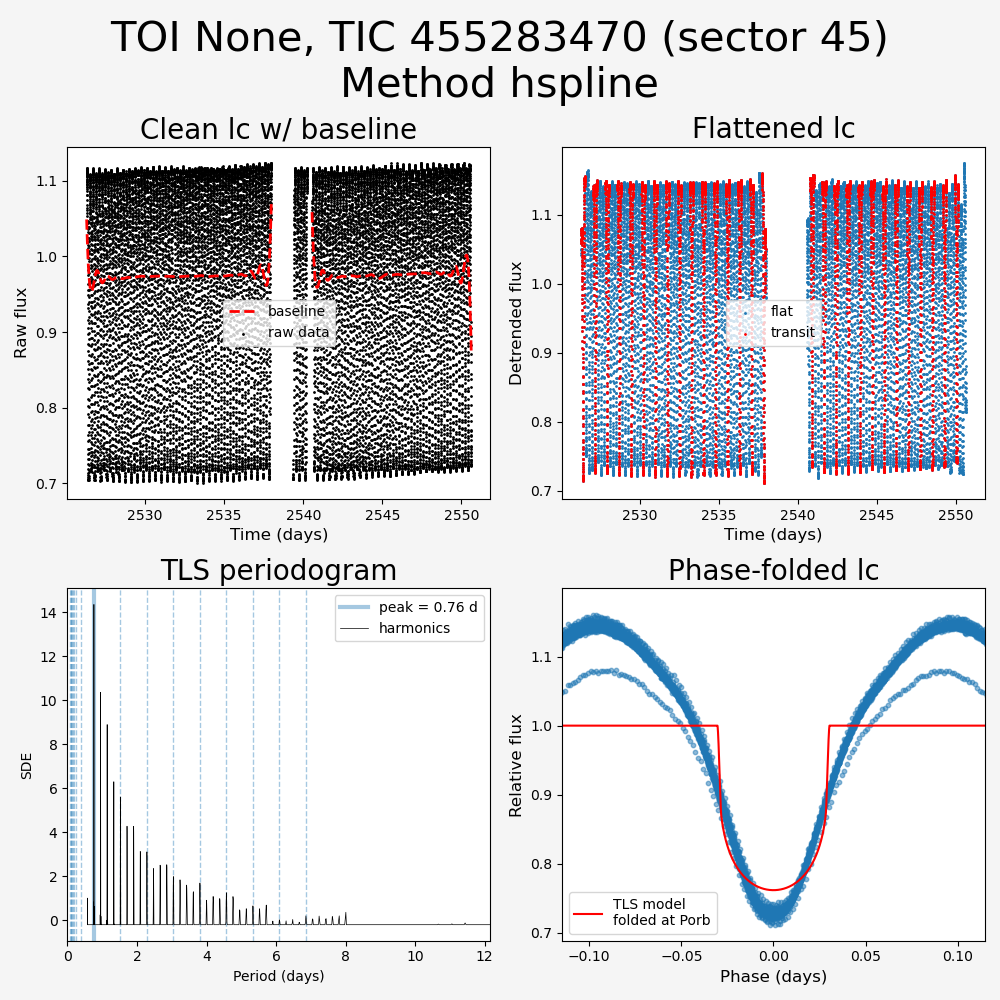 TOI None, TIC 455283470 (sector 45)
Method hspline
Clean lc w/ baseline
Flattened lc
Raw flux
1.1
1.0
0.9
0.8
0.7
baseline
raw data
2530
2535
2540
2545
2550
Time (days)
Detrended flux
1.1
1.0
0.9
0.8
0.7
flat
transit
2530
2535
2540
2545
2550
Time (days)
TLS periodogram
Phase-folded lc
SDE
14
12
10
8
6
4
2
0
peak = 0.76 d
harmonics
0
2
4
6
8
10
12
Period (days)
Relative flux
1.1
1.0
0.9
0.8
0.7
TLS model
folded at Porb
−0.10
−0.05
0.00
0.05
0.10
Phase (days)